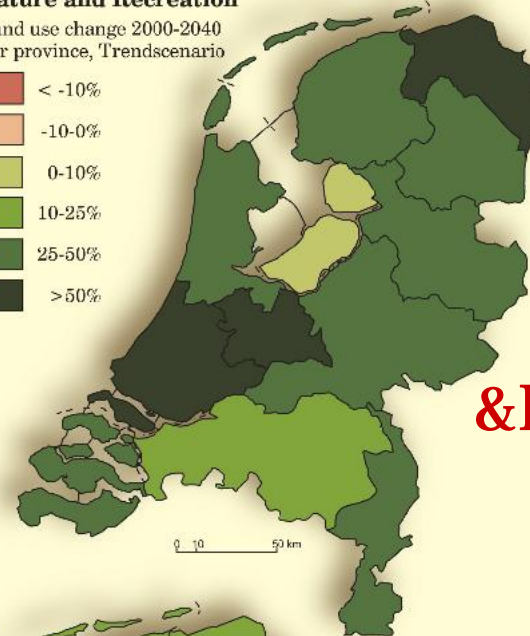 ature and Recreation
and use change 2000-2040
r province, Trendscenario
< -10%
-10-0%
0-10%
10-25%
25-50%
>50%
&
0 10 50 km